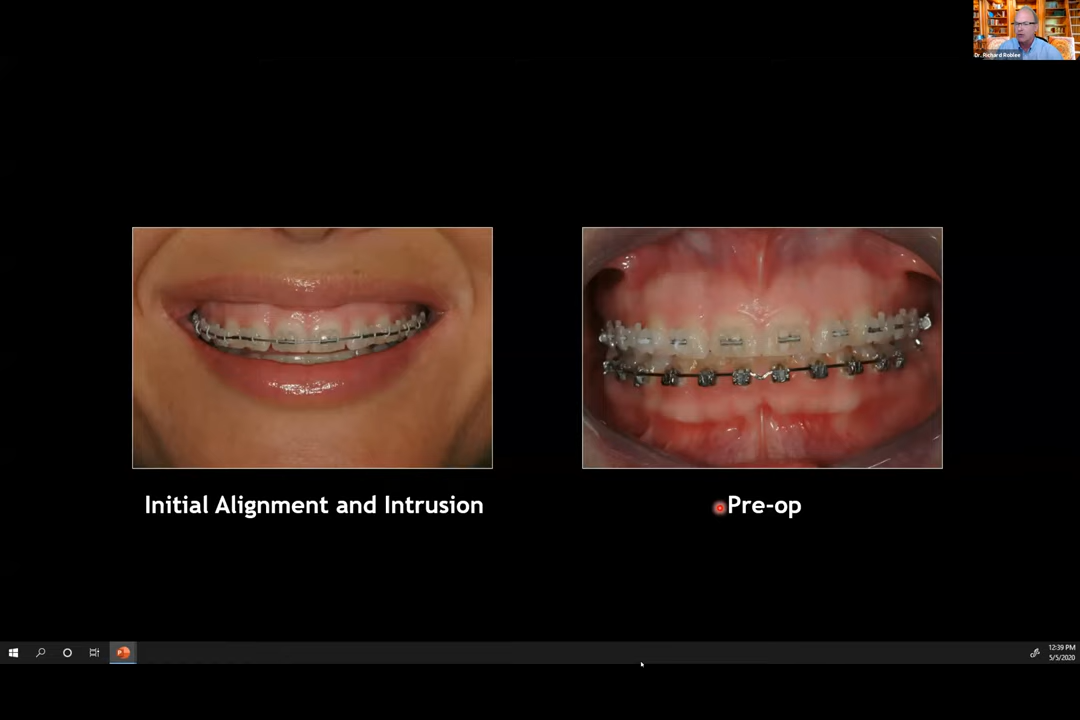 Dr. Richard Roblee
Initial Alignment and Intrusion
Pre-op
12:39 PM
5/5/2020